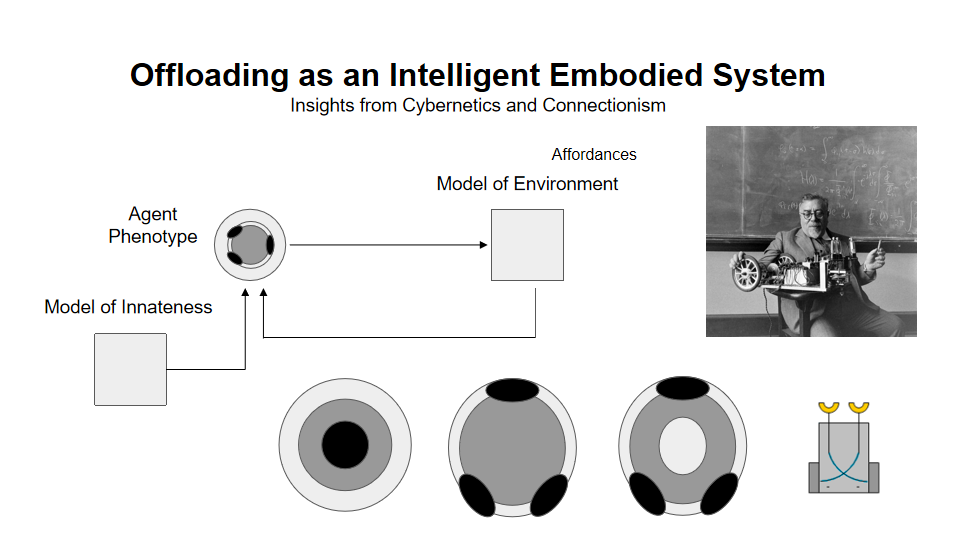 Offloading as an Intelligent Embodied System
Insights from Cybernetics and Connectionism
Affordances
Model of Environment
Agent
Phenotype
Model of Innateness